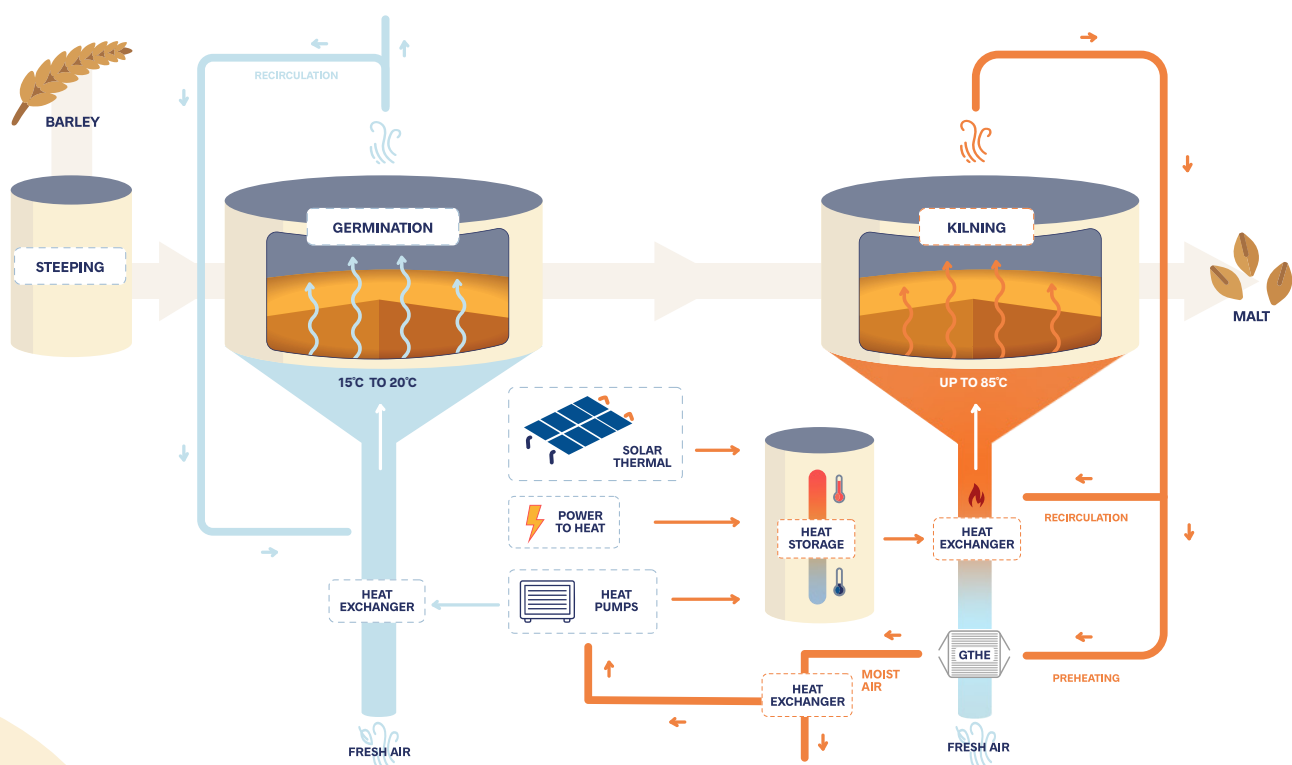 RECIRCULATION
BARLEY
GERMINATION
KILNING
STEEPING
MALT
15°C TO 20°C
UP TO 85°C
SOLAR
THERMAL
POWER
TO HEAT
HEAT
STORAGE
HEAT
EXCHANGER
RECIRCULATION
HEAT
EXCHANGER
HEAT
PUMPS
GTHE
MOIST
AIR
PREHEATING
HEAT
EXCHANGER
FRESH AIR
FRESH AIR